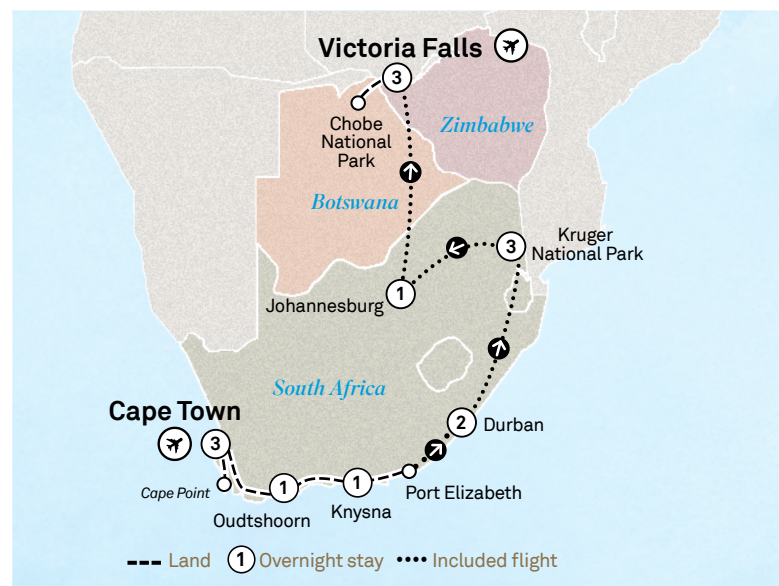 Victoria Falls
3
Chobe
National
Park
Zimbabwe
Botswana
Kruger
National Park
3
Johannesburg
1
South Africa
Cape Town
3
Durban
2
Cape Point
1
1
Port Elizabeth
Oudtshoorn
Knysna
Land
1 Overnight stay
Included flight